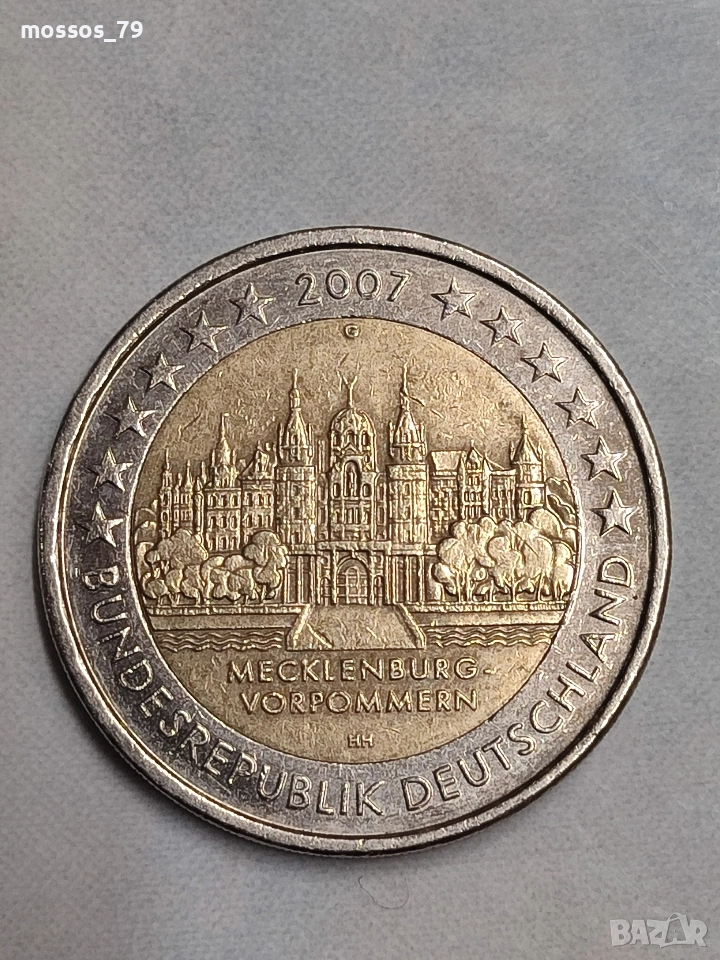 mossos_79
2007
G
MECKLENBURG-
VORPOMMERN
HH
BUNDESREPUBLIK DEUTSCHLAND
BAZAR